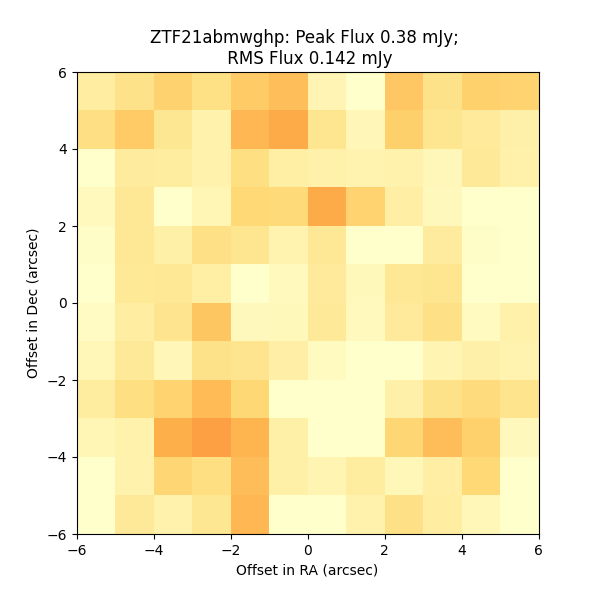 ZTF21abmwghp: Peak Flux 0.38 mJy;
RMS Flux 0.142 mJy
6
4
2
0
−2
−4
−6
Offset in Dec (arcsec)
−6 −4 −2 0 2 4 6
Offset in RA (arcsec)